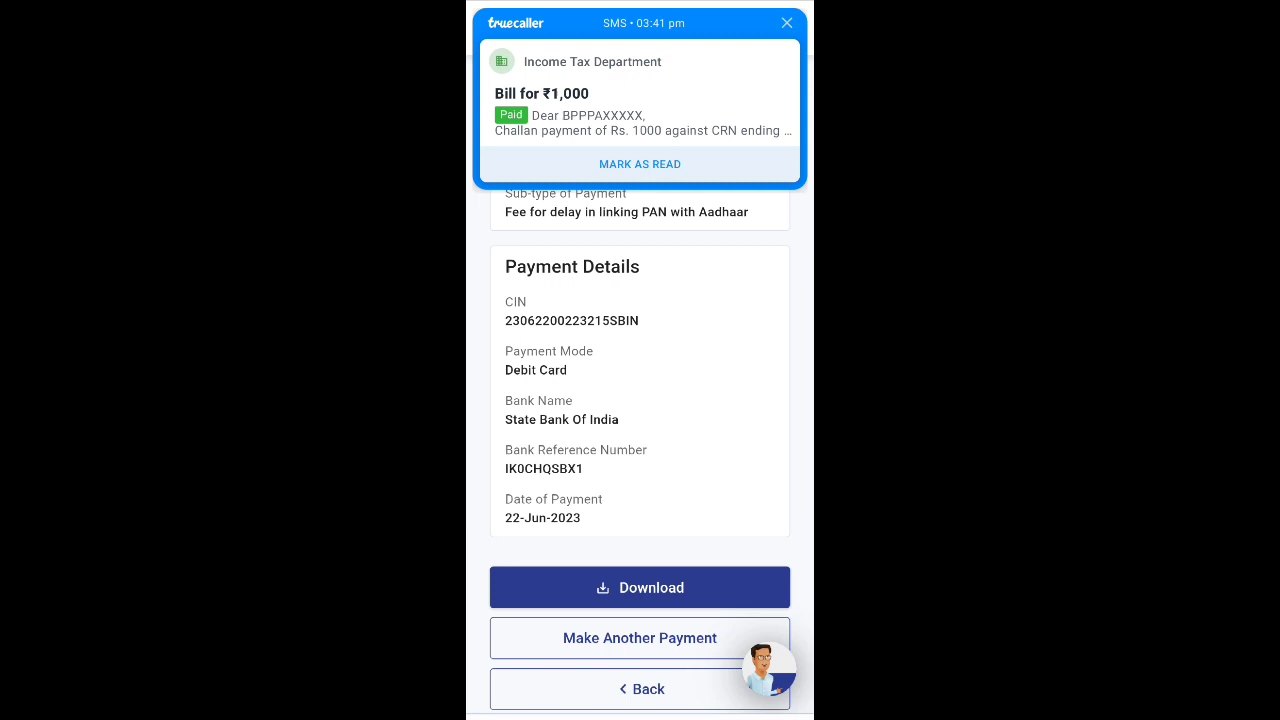 truecaller
SMS • 03:41 pm
Income Tax Department
Bill for ₹1,000
Paid Dear BPPPAXXXXX,
Challan payment of Rs. 1000 against CRN ending ...
MARK AS READ
Sub-type of Payment
Fee for delay in linking PAN with Aadhaar
Payment Details
CIN
23062200223215SBIN
Payment Mode
Debit Card
Bank Name
State Bank Of India
Bank Reference Number
IK0CHQSBX1
Date of Payment
22-Jun-2023
Download
Make Another Payment
Back